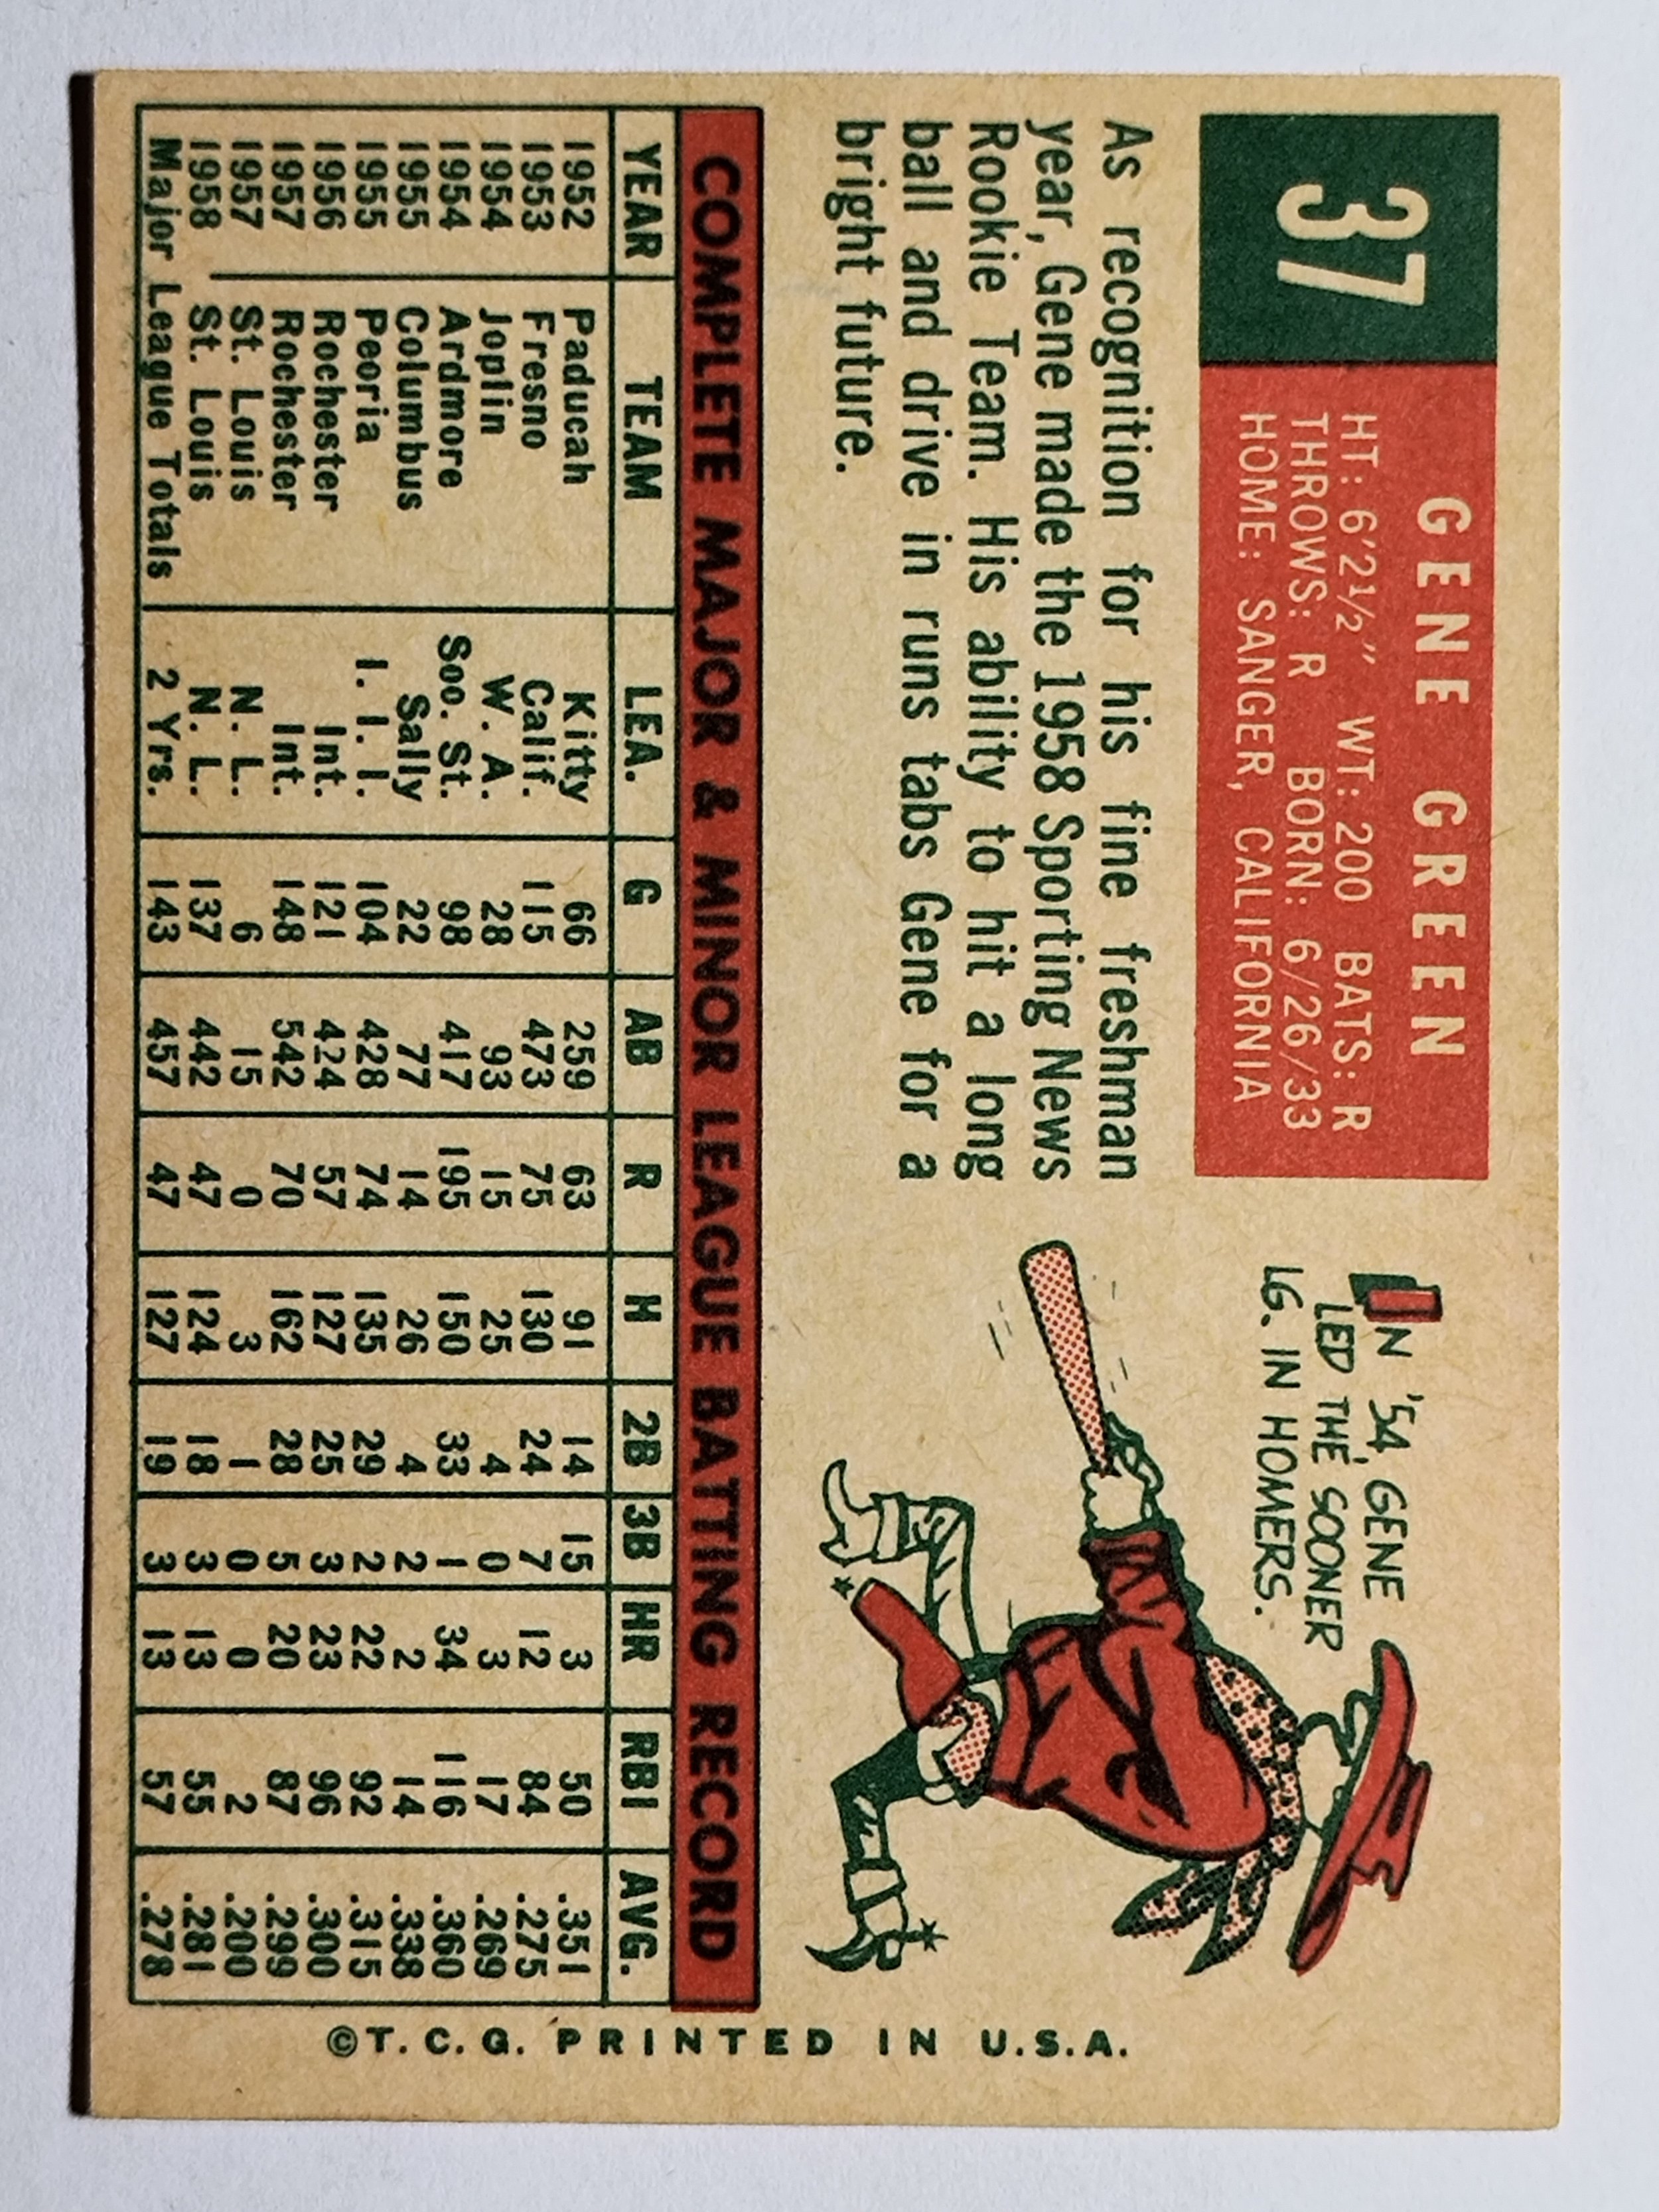 37
GENE GREEN
HT: 6'2½" WT: 200 BATS: R
THROWS: R BORN: 6/26/33
HOME: SANGER, CALIFORNIA
As recognition for his fine freshman
year, Gene made the 1958 Sporting News
Rookie Team. His ability to hit a long
ball and drive in runs tabs Gene for a
bright future.
IN '54, GENE
LED THE SOONER
LG. IN HOMERS.
COMPLETE MAJOR & MINOR LEAGUE BATTING RECORD
YEAR TEAM LEA. G AB R H 2B 3B HR RBI AVG.
1952 Paducah Kitty 66 259 63 91 14 15 3 50 .351
1953 Fresno Calif. 115 473 75 130 24 7 12 84 .275
1954 Joplin W. A. 28 93 15 25 4 0 3 17 .269
1954 Ardmore Soo. St. 98 417 195 150 33 1 34 116 .360
1955 Columbus Sally 22 77 14 26 4 2 2 14 .338
1955 Peoria I. I. I. 104 428 74 135 29 2 22 92 .315
1956 Rochester Int. 121 424 57 127 25 3 23 96 .300
1957 Rochester Int. 148 542 70 162 28 5 20 87 .299
1957 St. Louis N. L. 6 15 0 3 1 0 0 2 .200
1958 St. Louis N. L. 137 442 47 124 18 3 13 55 .281
Major League Totals 2 Yrs. 143 457 47 127 19 3 13 57 .278
©T. C. G. PRINTED IN U.S.A.